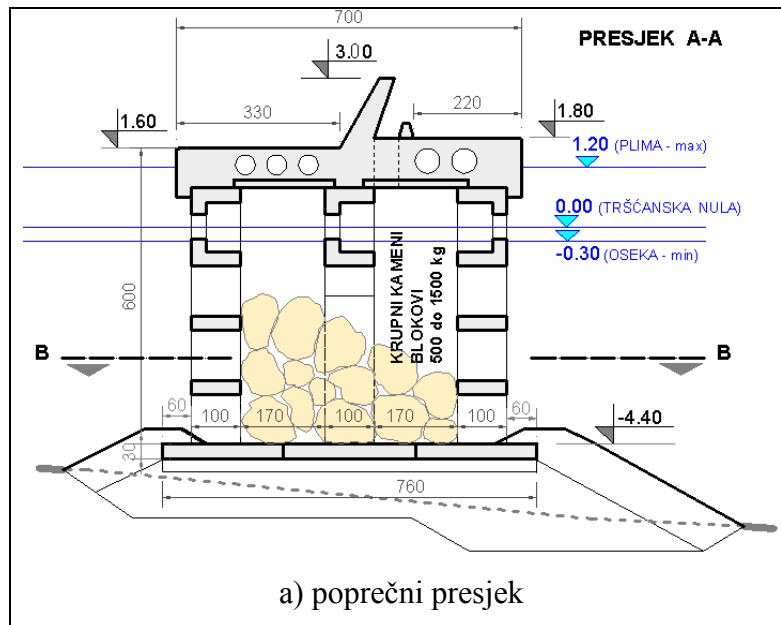 700
PRESJEK A-A
3.00
330
220
1.60
1.80
1.20 (PLIMA - max)
0.00 (TRŠĆANSKA NULA)
-0.30 (OSEKA - min)
600
KRUPNI KAMENI
BLOKOVI
500 do 1500 kg
B
B
60
100
170
100
170
100
60
-4.40
30
760
a) poprečni presjek